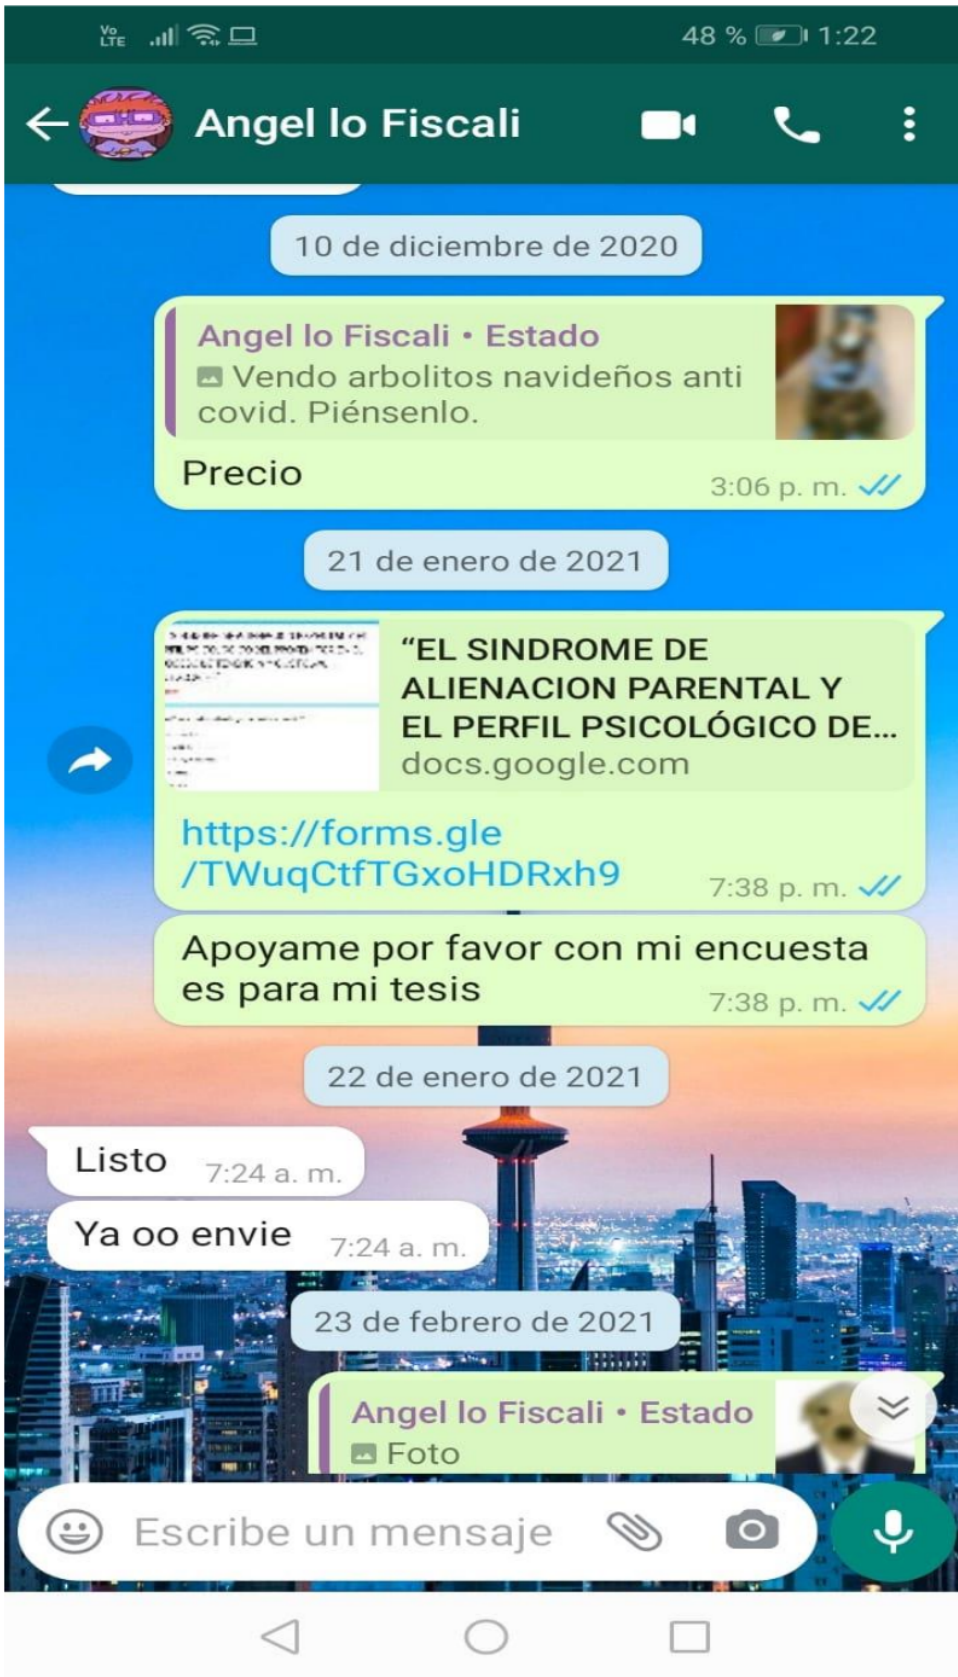 Vo
LTE
48 % 1:22
Angel lo Fiscali
10 de diciembre de 2020
Angel lo Fiscali • Estado
Vendo arbolitos navideños anti
covid. Piénsenlo.
Precio
3:06 p. m.
21 de enero de 2021
“EL SINDROME DE
ALIENACION PARENTAL Y
EL PERFIL PSICOLÓGICO DE...
docs.google.com
https://forms.gle
/TWuqCtfTGxoHDRxh9
7:38 p. m.
Apoyame por favor con mi encuesta
es para mi tesis
7:38 p. m.
22 de enero de 2021
Listo 7:24 a. m.
Ya oo envie 7:24 a. m.
23 de febrero de 2021
Angel lo Fiscali • Estado
Foto
Escribe un mensaje